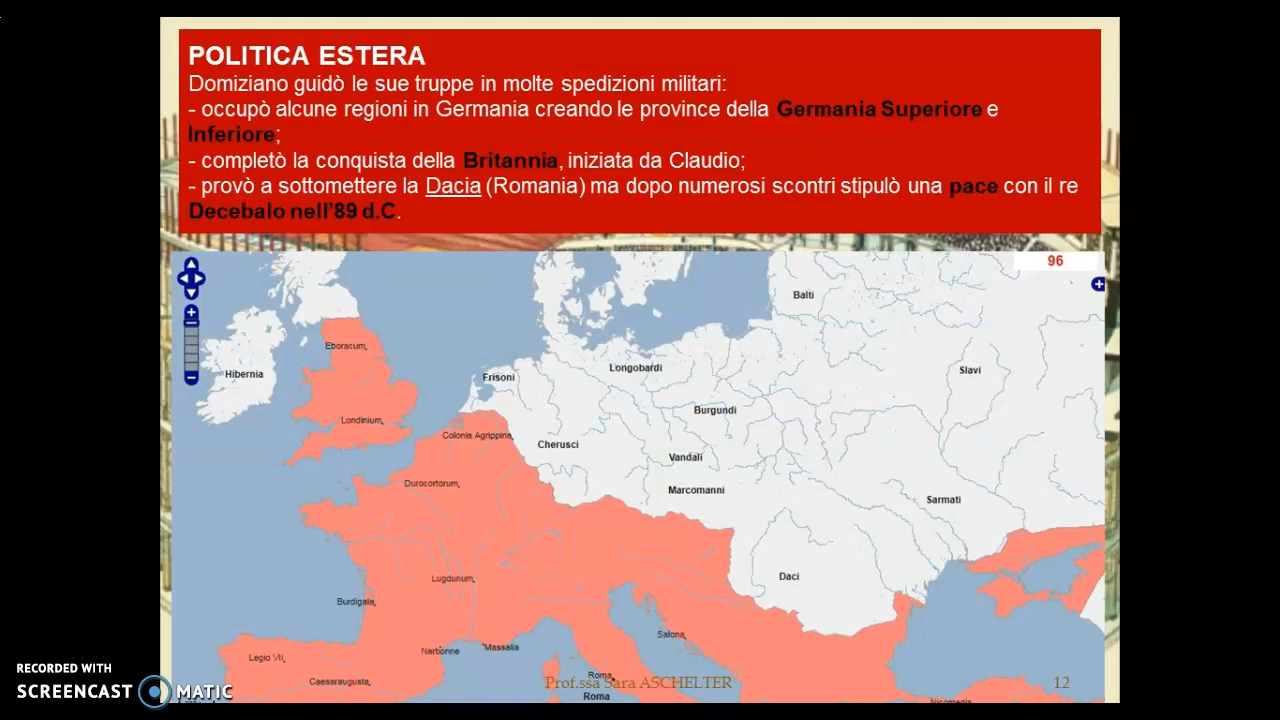 POLITICA ESTERA
Domiziano guidò le sue truppe in molte spedizioni militari:
- occupò alcune regioni in Germania creando le province della Germania Superiore e
Inferiore;
- completò la conquista della Britannia, iniziata da Claudio;
- provò a sottomettere la Dacia (Romania) ma dopo numerosi scontri stipulò una pace con il re
Decebalo nell'89 d.C.
96
Balti
Eboracum
Hibernia
Frisoni
Longobardi
Slavi
Burgundi
Londinium
Colonia Agrippina
Cherusci
Vandali
Durocortorum
Marcomanni
Sarmati
Daci
Lugdunum
Burdigala
Salona
Narbonne
Massalia
Legio VII
Roma
Caesaraugusta
Prof.ssa Sara ASCHELTER
12
Roma
Nicomedia
RECORDED WITH
SCREENCAST MATIC